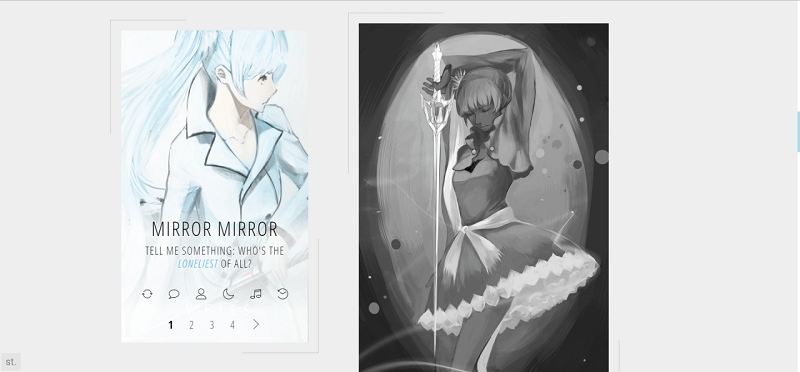 MIRROR MIRROR
TELL ME SOMETHING: WHO'S THE
LONELIEST OF ALL?
1 2 3 4
st.